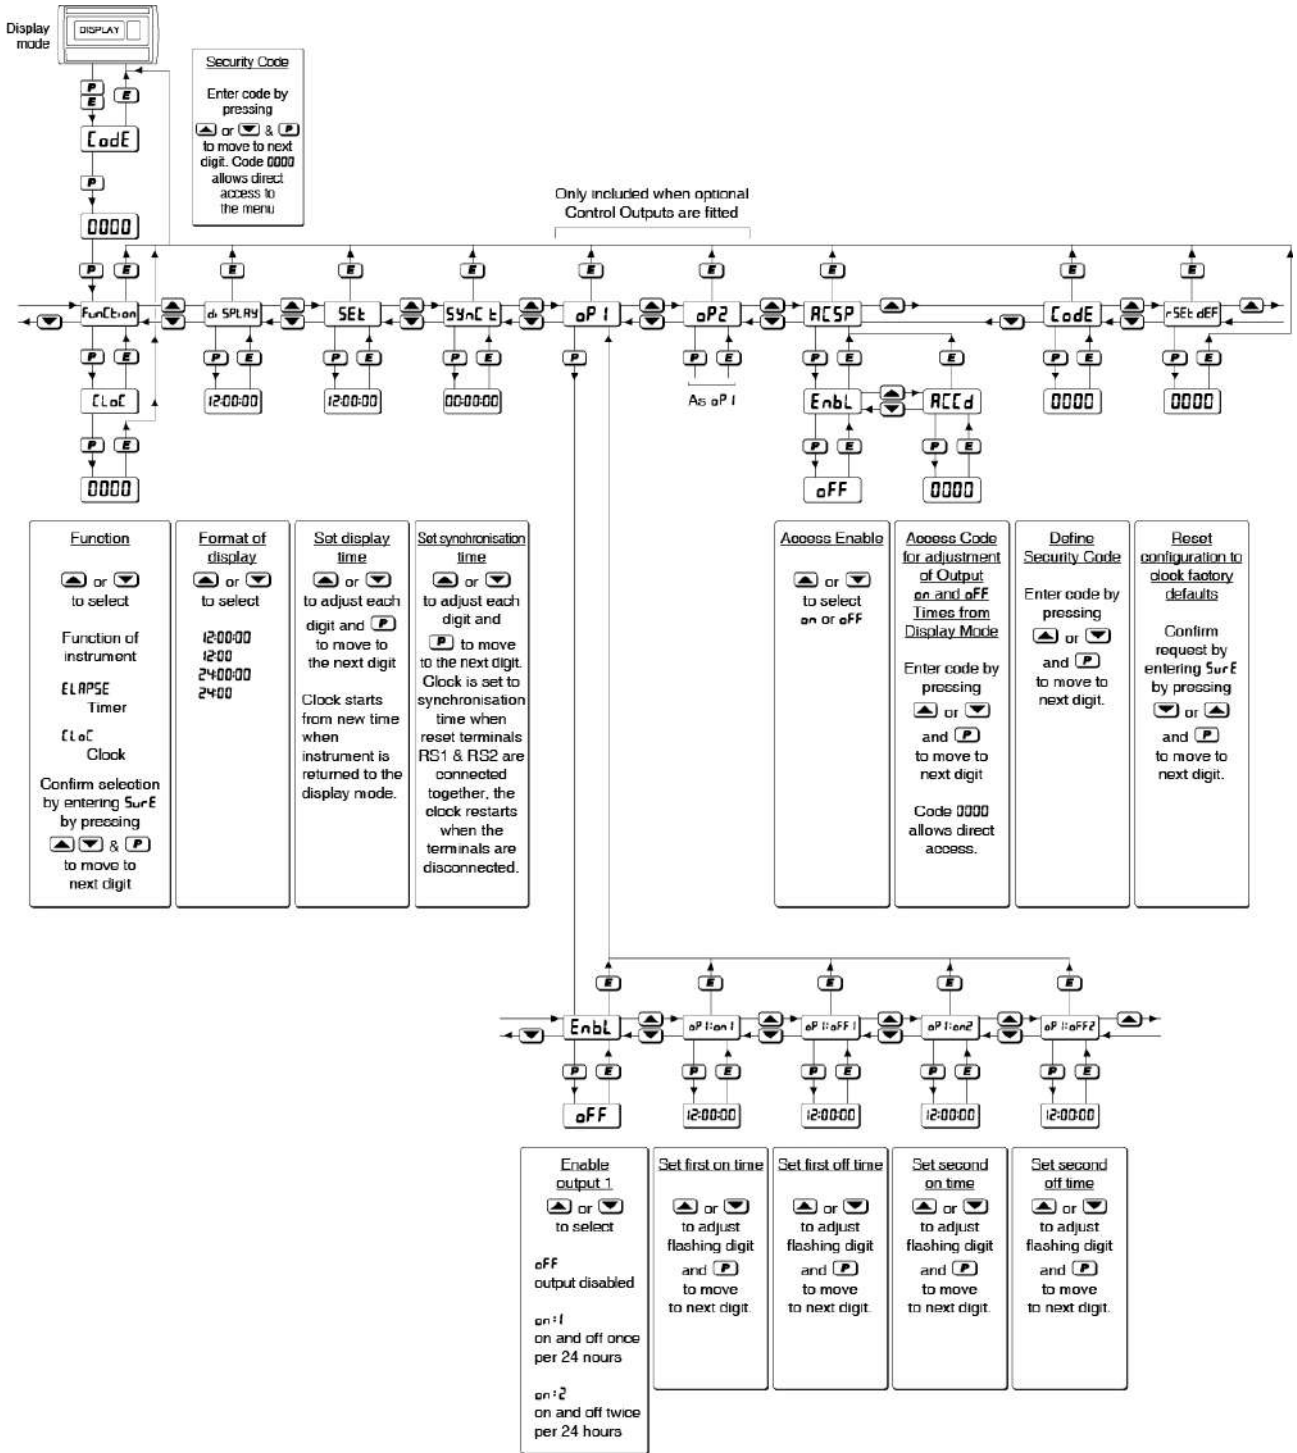 Display
mode
DISPLAY
P
E
E
CodE
P
0000
P
E
Security Code
Enter code by
pressing
or & P
to move to next
digit. Code 0000
allows direct
access to
the menu
Only included when optional
Control Outputs are fitted
E E E E E E E E
FunCtion di SPLAY SEt SYnC t oP1 oP2 ACSP CodE rSEt dEF
P E P E P E P E P P E P E E P E P E
CLoC 12:00:00 12:00:00 00:00:00 As oP1 EnbL ACCd 0000 0000
P E P E P E
0000 oFF 0000
Function
or
to select
Function of
instrument
ELAPSE
Timer
CLoC
Clock
Confirm selection
by entering SurE
by pressing
& P
to move to
next digit
Format of
display
or
to select
12:00:00
12:00
24:00:00
24:00
Set display
time
or
to adjust each
digit and P
to move to
the next digit
Clock starts
from new time
when
instrument is
returned to the
display mode.
Set synchronisation
time
or
to adjust each
digit and
P to move
to the next digit.
Clock is set to
synchronisation
time when
reset terminals
RS1 & RS2 are
connected
together, the
clock restarts
when the
terminals are
disconnected.
Access Enable
or
to select
on or oFF
Access Code
for adjustment
of Output
on and oFF
Times from
Display Mode
Enter code by
pressing
or
and P
to move to
next digit
Code 0000
allows direct
access.
Define
Security Code
Enter code by
pressing
or
and P
to move to
next digit.
Reset
configuration to
clock factory
defaults
Confirm
request by
entering SurE
by pressing
or
and P
to move to
next digit.
E E E E E
EnbL oP1:on1 oP1:oFF1 oP1:on2 oP1:oFF2
P E P E P E P E P E
oFF 12:00:00 12:00:00 12:00:00 12:00:00
Enable
output 1
or
to select
oFF
output disabled
on:1
on and off once
per 24 hours
on:2
on and off twice
per 24 hours
Set first on time
or
to adjust
flashing digit
and P
to move
to next digit.
Set first off time
or
to adjust
flashing digit
and P
to move
to next digit.
Set second
on time
or
to adjust
flashing digit
and P
to move
to next digit.
Set second
off time
or
to adjust
flashing digit
and P
to move
to next digit.